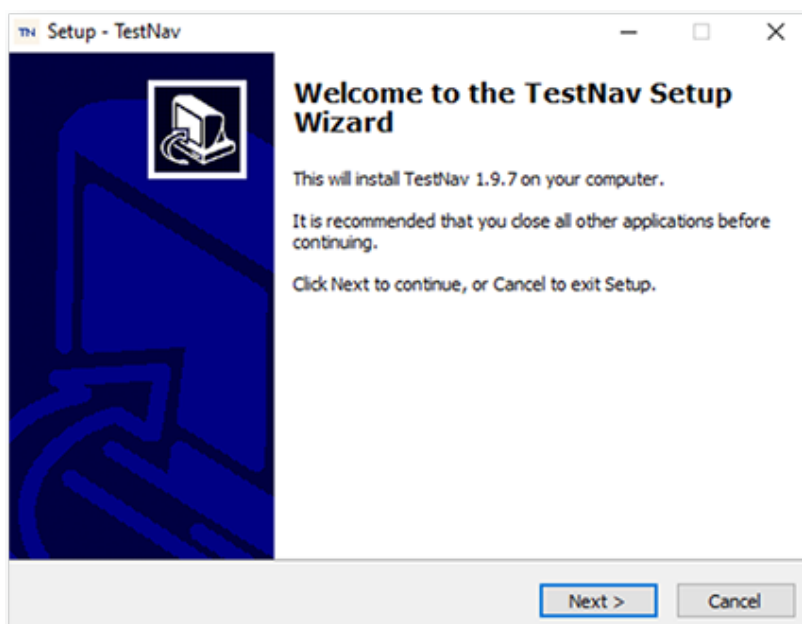 TN Setup - TestNav
Welcome to the TestNav Setup
Wizard
This will install TestNav 1.9.7 on your computer.
It is recommended that you close all other applications before
continuing.
Click Next to continue, or Cancel to exit Setup.
Next >
Cancel